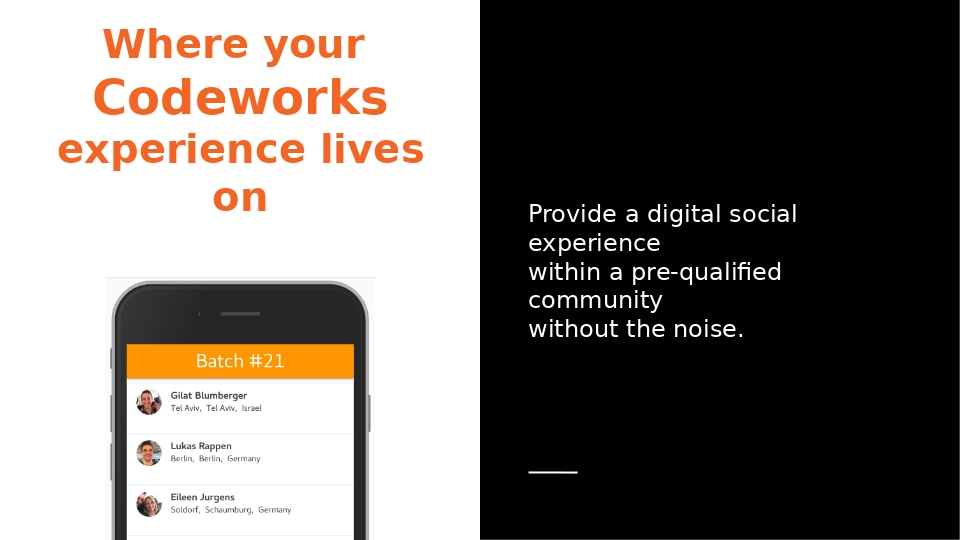 Where your
Codeworks
experience lives
on
Batch #21
Gilat Blumberger
Tel Aviv, Tel Aviv, Israel
Lukas Rappen
Berlin, Berlin, Germany
Eileen Jurgens
Soldorf, Schaumburg, Germany
Provide a digital social
experience
within a pre-qualified
community
without the noise.